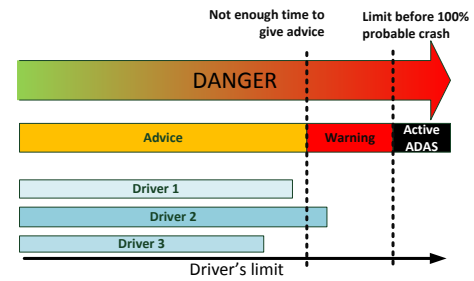 Not enough time to
give advice
Limit before 100%
probable crash
DANGER
Advice
Warning
Active
ADAS
Driver 1
Driver 2
Driver 3
Driver's limit